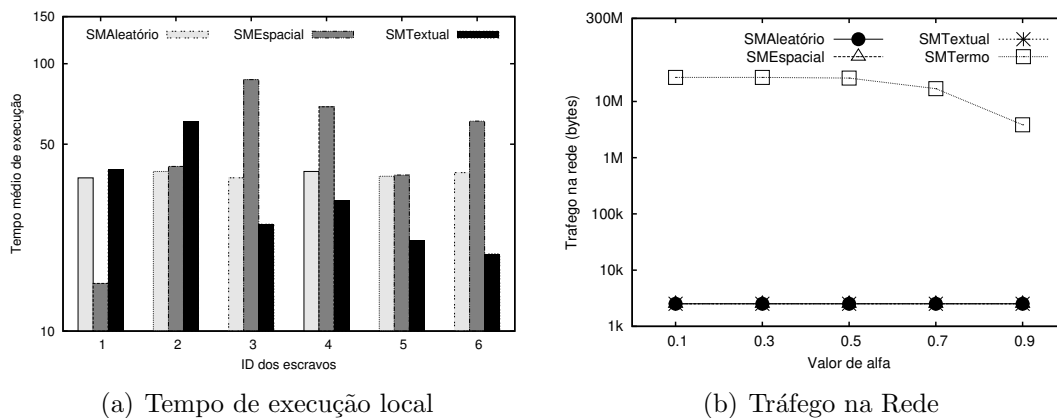 150
100
50
10
Tempo médio de execução
SMAleatório
SMEspacial
SMTextual
1 2 3 4 5 6
ID dos escravos
(a) Tempo de execução local
300M
10M
1M
100k
10k
1k
Trafego na rede (bytes)
SMAleatório
SMEspacial
SMTextual
SMTermo
0.1 0.3 0.5 0.7 0.9
Valor de alfa
(b) Tráfego na Rede